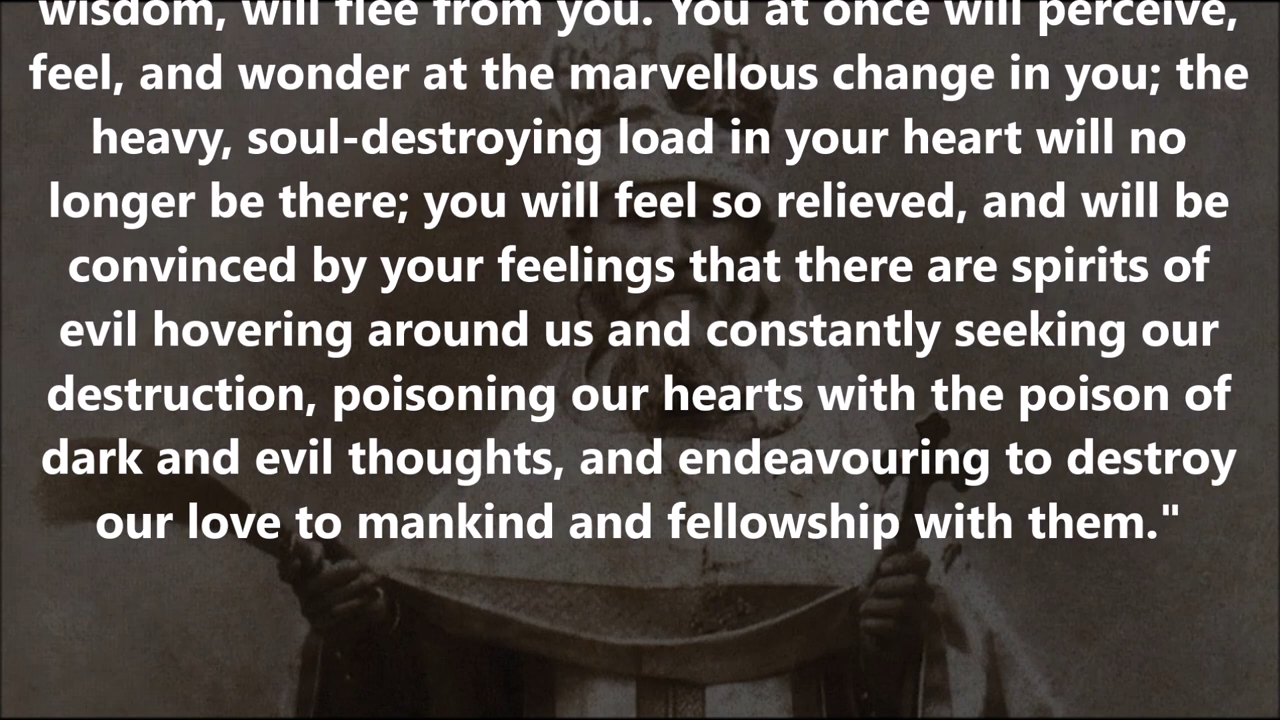 wisdom, will flee from you. You at once will perceive,
feel, and wonder at the marvellous change in you; the
heavy, soul-destroying load in your heart will no
longer be there; you will feel so relieved, and will be
convinced by your feelings that there are spirits of
evil hovering around us and constantly seeking our
destruction, poisoning our hearts with the poison of
dark and evil thoughts, and endeavouring to destroy
our love to mankind and fellowship with them."